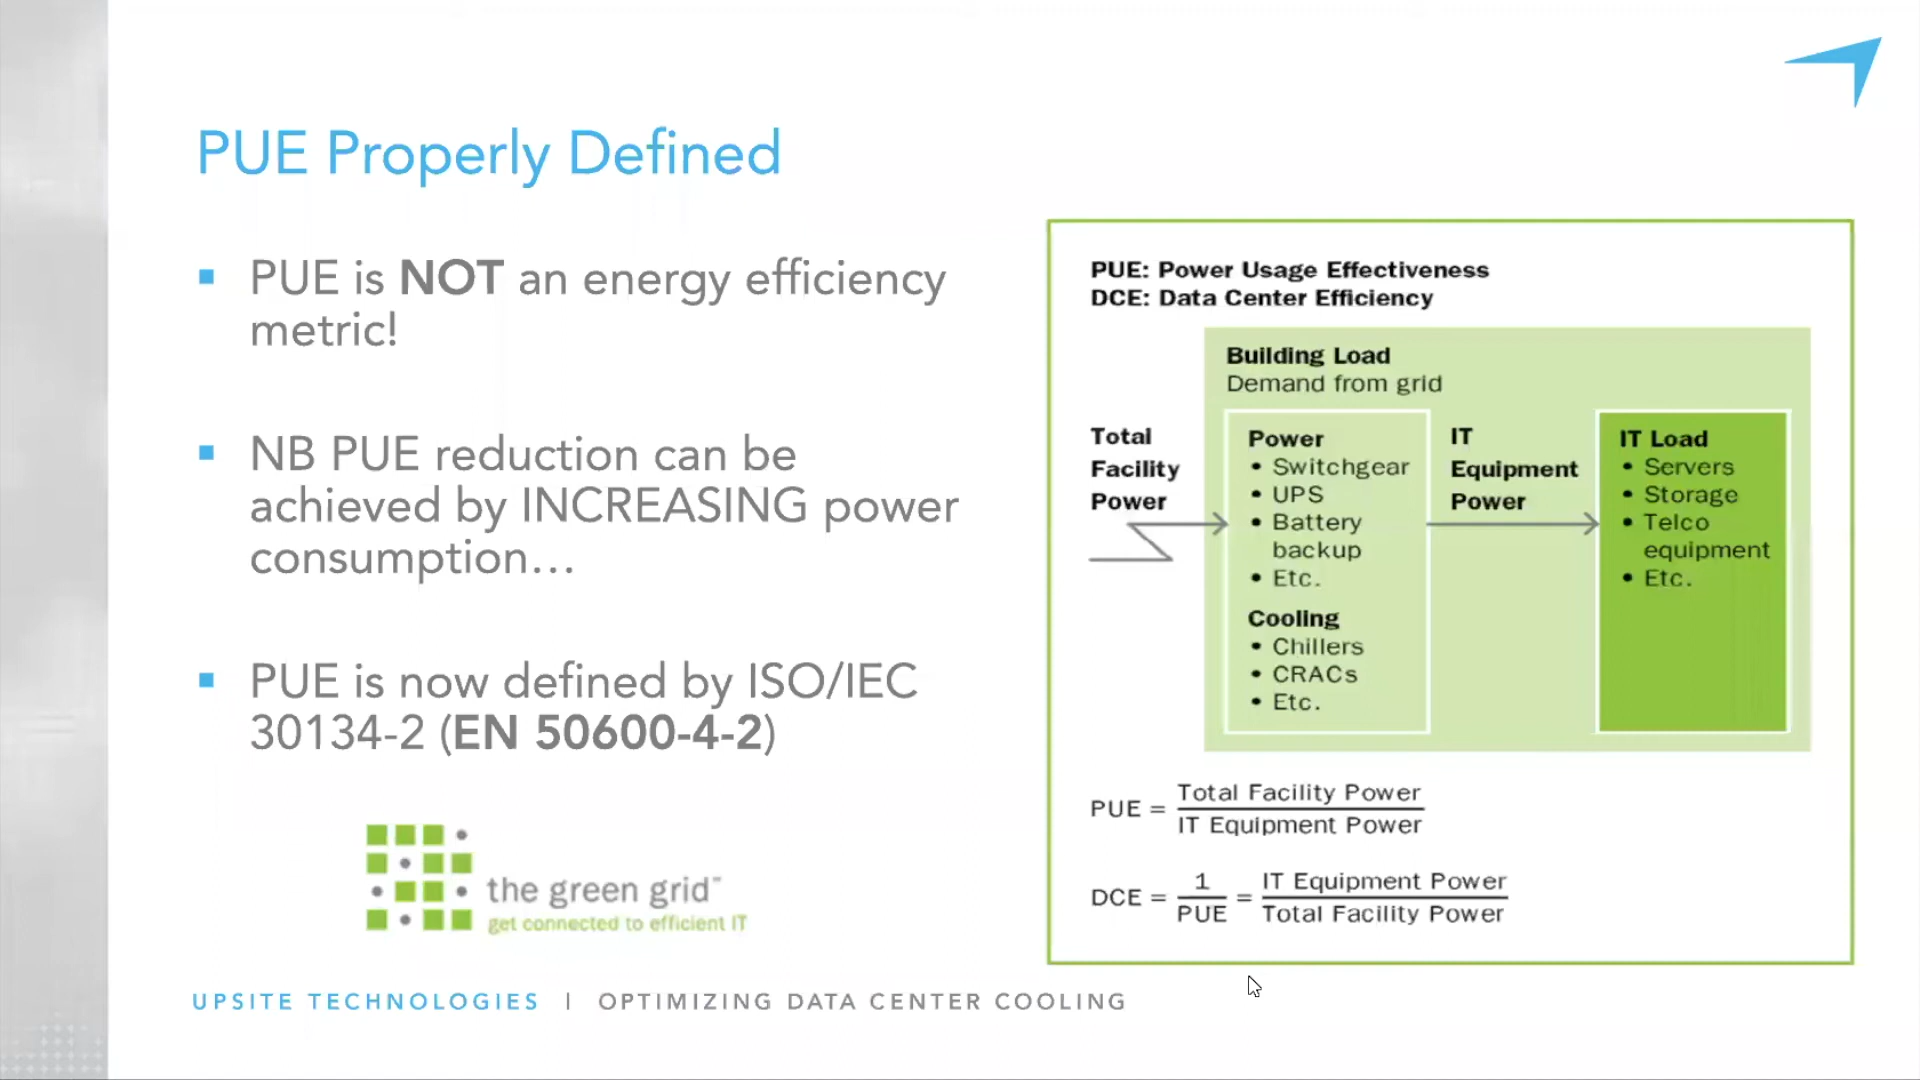 PUE Properly Defined
▪ PUE is NOT an energy efficiency
metric!
▪ NB PUE reduction can be
achieved by INCREASING power
consumption…
▪ PUE is now defined by ISO/IEC
30134-2 (EN 50600-4-2)
the green grid™
get connected to efficient IT
PUE: Power Usage Effectiveness
DCE: Data Center Efficiency
Building Load
Demand from grid
Total
Facility
Power
Power
• Switchgear
• UPS
• Battery
backup
• Etc.
Cooling
• Chillers
• CRACs
• Etc.
IT
Equipment
Power
IT Load
• Servers
• Storage
• Telco
equipment
• Etc.
PUE = Total Facility Power
IT Equipment Power
DCE = 1 = IT Equipment Power
PUE Total Facility Power
UPSITE TECHNOLOGIES | OPTIMIZING DATA CENTER COOLING